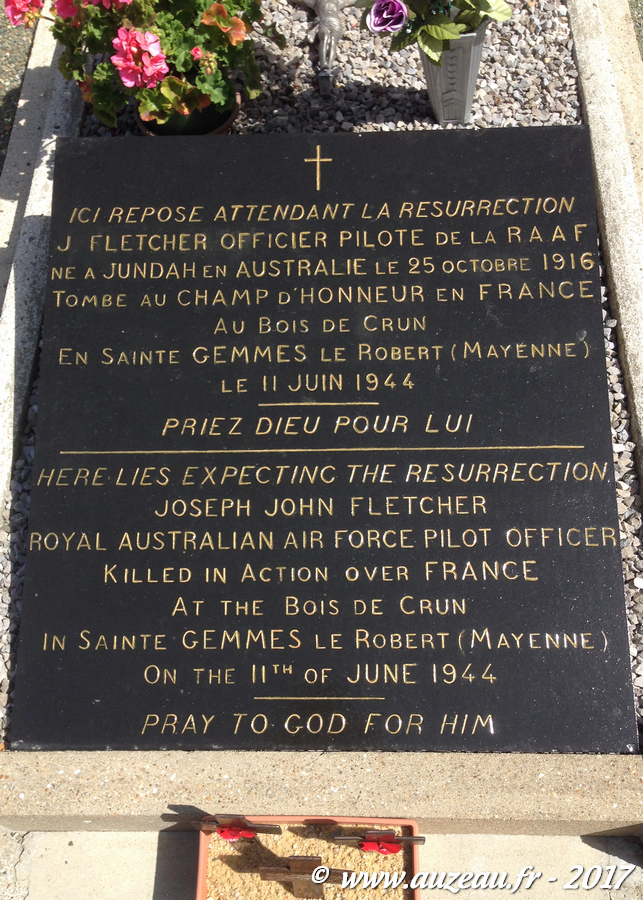 ICI REPOSE ATTENDANT LA RESURRECTION
J FLETCHER OFFICIER PILOTE DE LA R A A F
NE A JUNDAH EN AUSTRALIE LE 25 OCTOBRE 1916
TOMBE AU CHAMP D'HONNEUR EN FRANCE
AU BOIS DE CRUN
EN SAINTE GEMMES LE ROBERT (MAYENNE)
LE 11 JUIN 1944
PRIEZ DIEU POUR LUI
HERE LIES EXPECTING THE RESURRECTION
JOSEPH JOHN FLETCHER
ROYAL AUSTRALIAN AIR FORCE PILOT OFFICER
KILLED IN ACTION OVER FRANCE
AT THE BOIS DE CRUN
IN SAINTE GEMMES LE ROBERT (MAYENNE)
ON THE 11TH OF JUNE 1944
PRAY TO GOD FOR HIM
© www.auzeau.fr - 2017